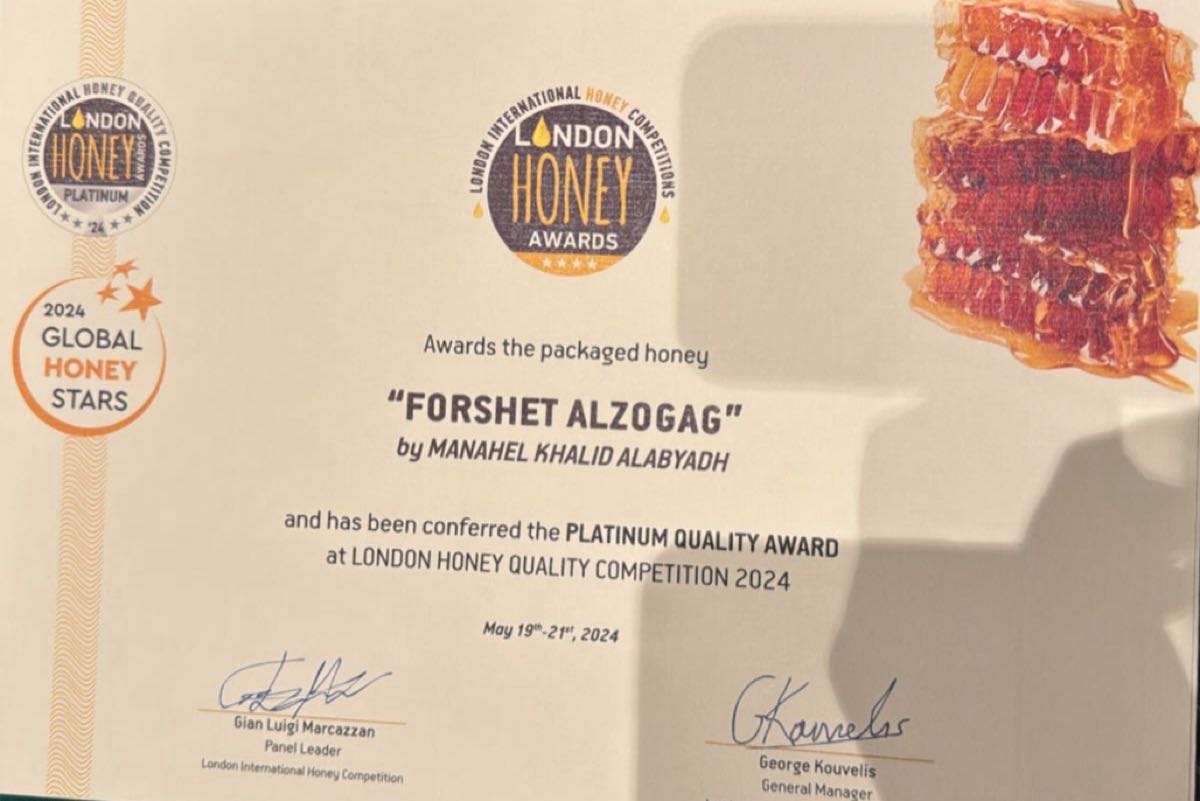 LONDON INTERNATIONAL HONEY QUALITY COMPETITION
LONDON
HONEY
AWARDS
PLATINUM
'24
2024
GLOBAL
HONEY
STARS
LONDON INTERNATIONAL HONEY COMPETITIONS
LONDON
HONEY
AWARDS
Awards the packaged honey
“FORSHET ALZOGAG”
by MANAHEL KHALID ALABYADH
and has been conferred the PLATINUM QUALITY AWARD
at LONDON HONEY QUALITY COMPETITION 2024
May 19th-21st, 2024
Gian Luigi Marcazzan
Panel Leader
London International Honey Competition
GKouvelis
George Kouvelis
General Manager